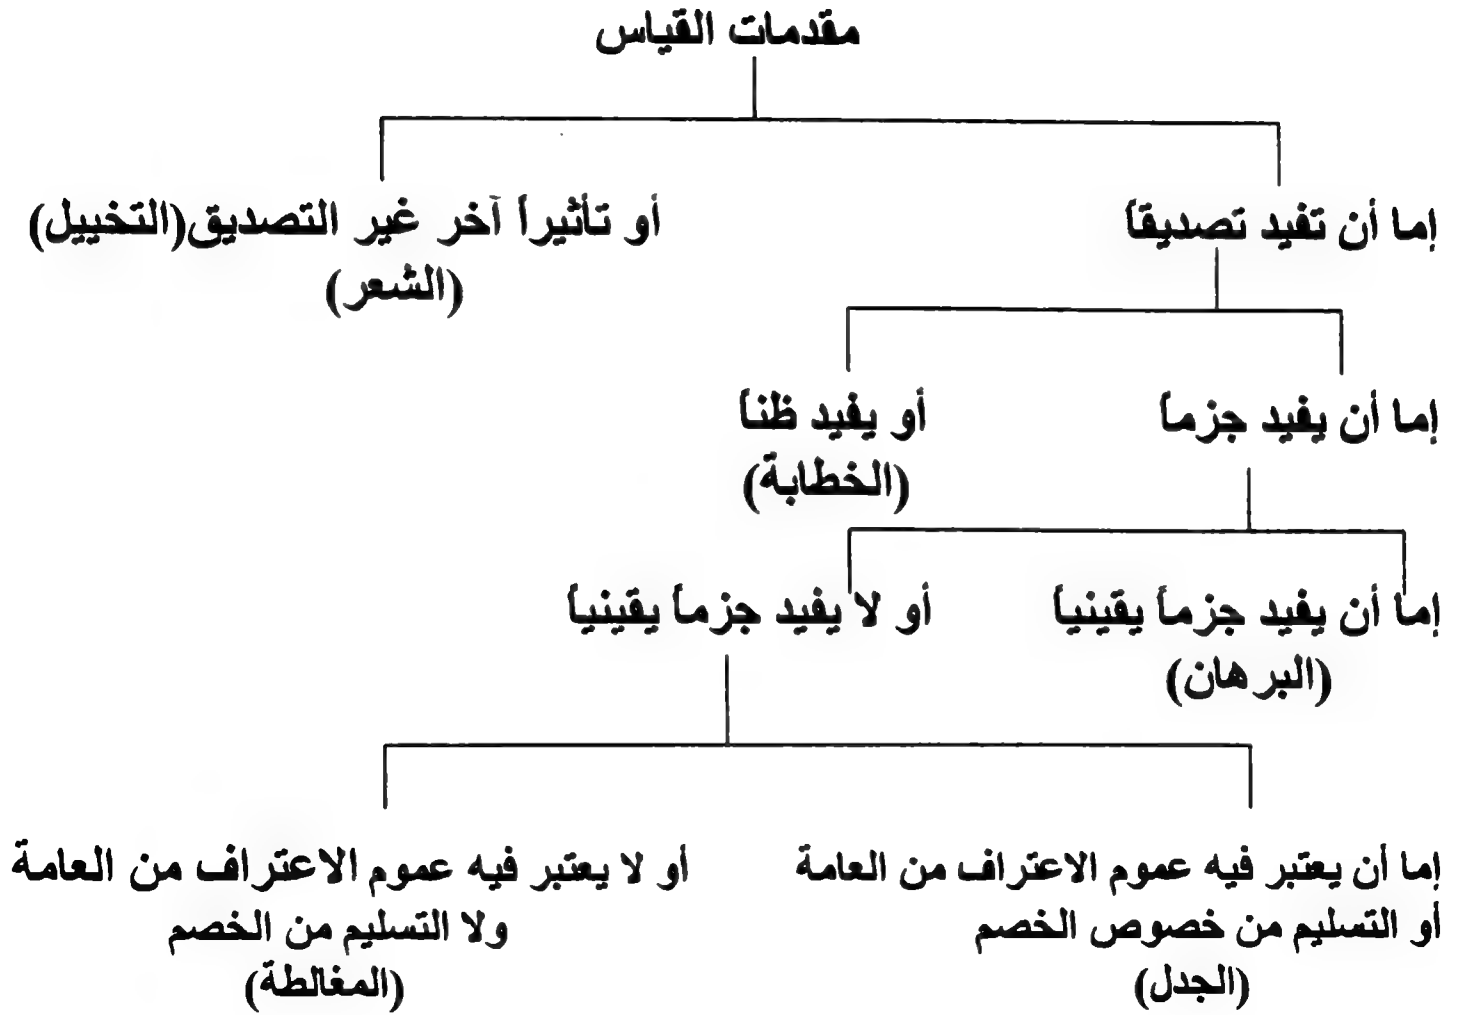 مقدمات القياس
إما أن تفيد تصديقاً
أو تأثيراً آخر غير التصديق(التخييل)
(الشعر)
إما أن يفيد جزماً
أو يفيد ظناً
(الخطابة)
إما أن يفيد جزماً يقينياً
(البرهان)
أو لا يفيد جزماً يقينياً
إما أن يعتبر فيه عموم الاعتراف من العامة
أو التسليم من خصوص الخصم
(الجدل)
أو لا يعتبر فيه عموم الاعتراف من العامة
ولا التسليم من الخصم
(المغالطة)